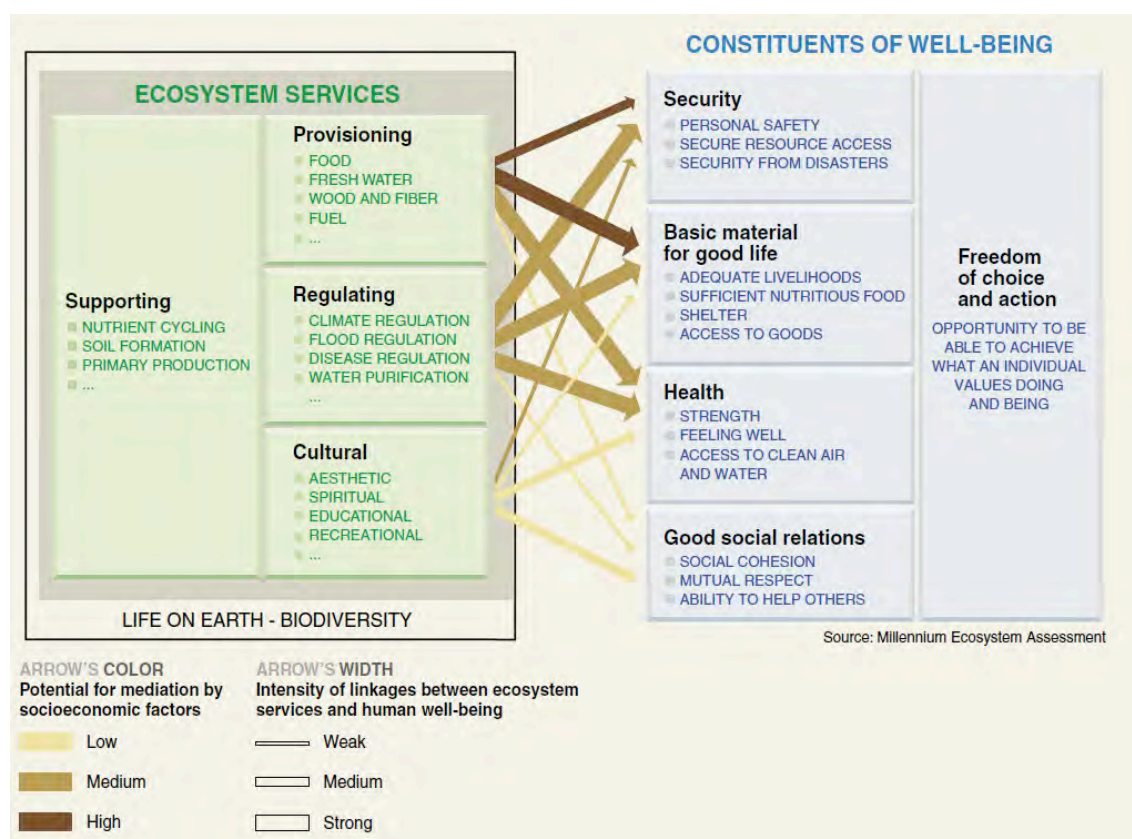 CONSTITUENTS OF WELL-BEING
ECOSYSTEM SERVICES
Supporting
NUTRIENT CYCLING
SOIL FORMATION
PRIMARY PRODUCTION
...
Provisioning
FOOD
FRESH WATER
WOOD AND FIBER
FUEL
...
Regulating
CLIMATE REGULATION
FLOOD REGULATION
DISEASE REGULATION
WATER PURIFICATION
...
Cultural
AESTHETIC
SPIRITUAL
EDUCATIONAL
RECREATIONAL
...
LIFE ON EARTH - BIODIVERSITY
Security
PERSONAL SAFETY
SECURE RESOURCE ACCESS
SECURITY FROM DISASTERS
Basic material
for good life
ADEQUATE LIVELIHOODS
SUFFICIENT NUTRITIOUS FOOD
SHELTER
ACCESS TO GOODS
Health
STRENGTH
FEELING WELL
ACCESS TO CLEAN AIR
AND WATER
Good social relations
SOCIAL COHESION
MUTUAL RESPECT
ABILITY TO HELP OTHERS
Freedom
of choice
and action
OPPORTUNITY TO BE
ABLE TO ACHIEVE
WHAT AN INDIVIDUAL
VALUES DOING
AND BEING
Source: Millennium Ecosystem Assessment
ARROW'S COLOR
Potential for mediation by
socioeconomic factors
Low
Medium
High
ARROW'S WIDTH
Intensity of linkages between ecosystem
services and human well-being
Weak
Medium
Strong